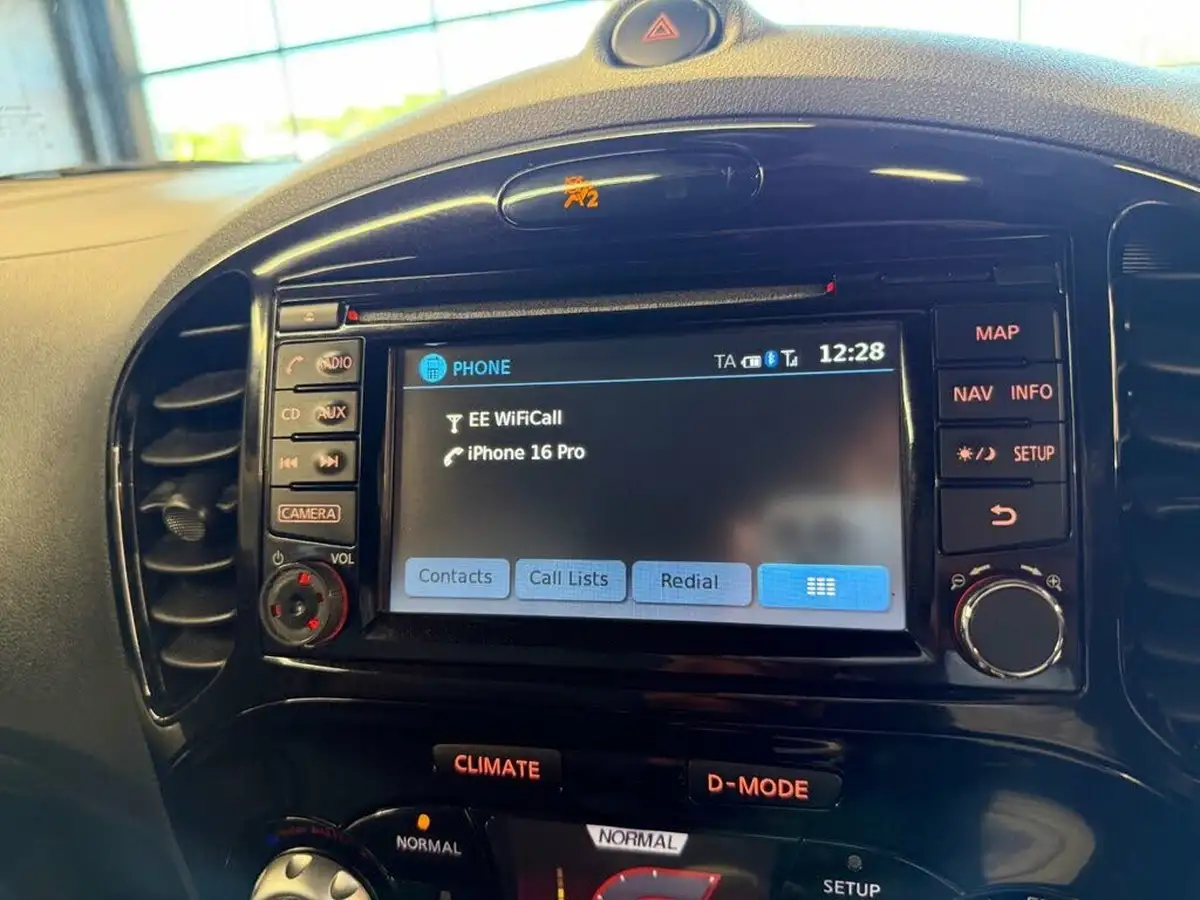 2
MAP
RADIO
PHONE
TA
12:28
NAV
INFO
CD
AUX
EE WiFiCall
iPhone 16 Pro
SETUP
CAMERA
VOL
Contacts
Call Lists
Redial
CLIMATE
D-MODE
NORMAL
NORMAL
SETUP